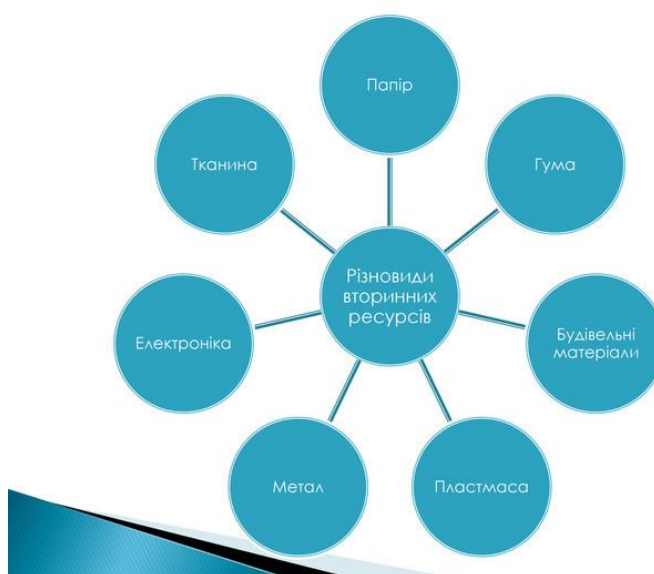 Папір
Тканина
Гума
Різновиди
вторинних
ресурсів
Електроніка
Будівельні
матеріали
Метал
Пластмаса